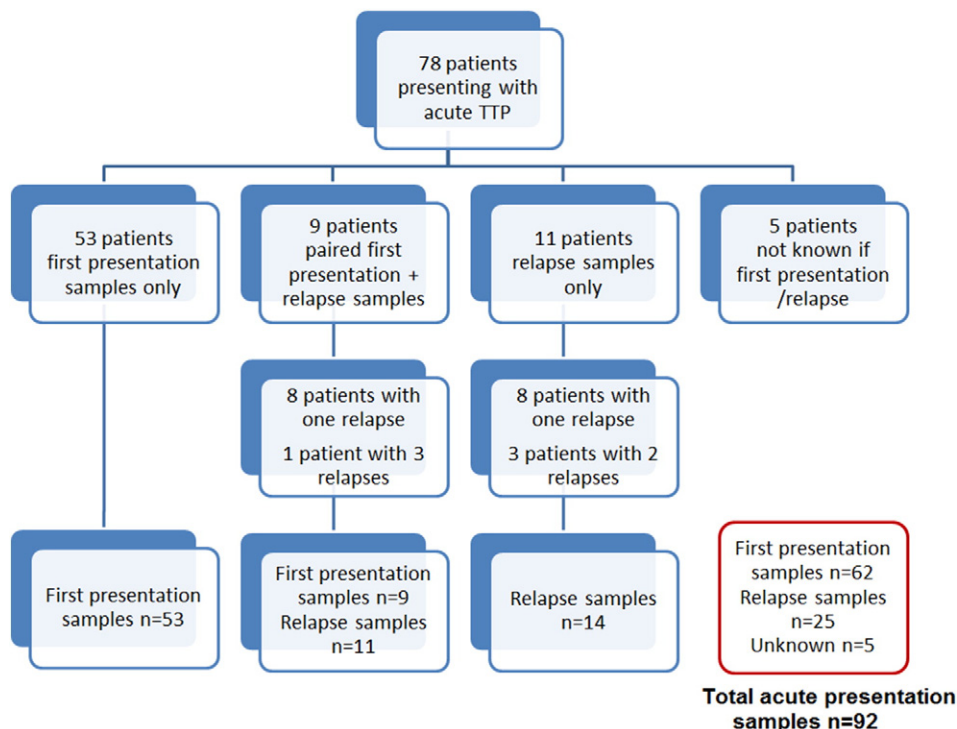 78 patients
presenting with
acute TTP
53 patients
first presentation
samples only
9 patients
paired first
presentation +
relapse samples
11 patients
relapse samples
only
5 patients
not known if
first presentation
/relapse
8 patients with
one relapse
1 patient with 3
relapses
8 patients with
one relapse
3 patients with 2
relapses
First presentation
samples n=53
First presentation
samples n=9
Relapse samples
n=11
Relapse samples
n=14
First presentation
samples n=62
Relapse samples
n=25
Unknown n=5
Total acute presentation
samples n=92